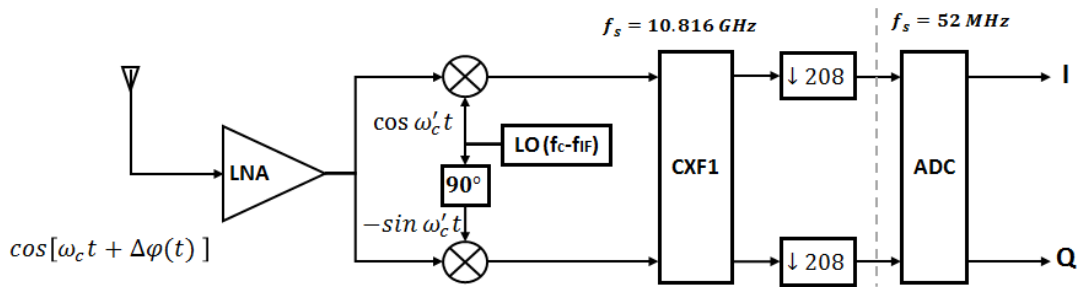 f_s = 10.816 GHz
f_s = 52 MHz
↓ 208
I
cos ω′_c t
LO (fc-fIF)
LNA
90°
CXF1
ADC
−sin ω′_c t
cos[ω_c t + Δφ(t) ]
↓ 208
Q